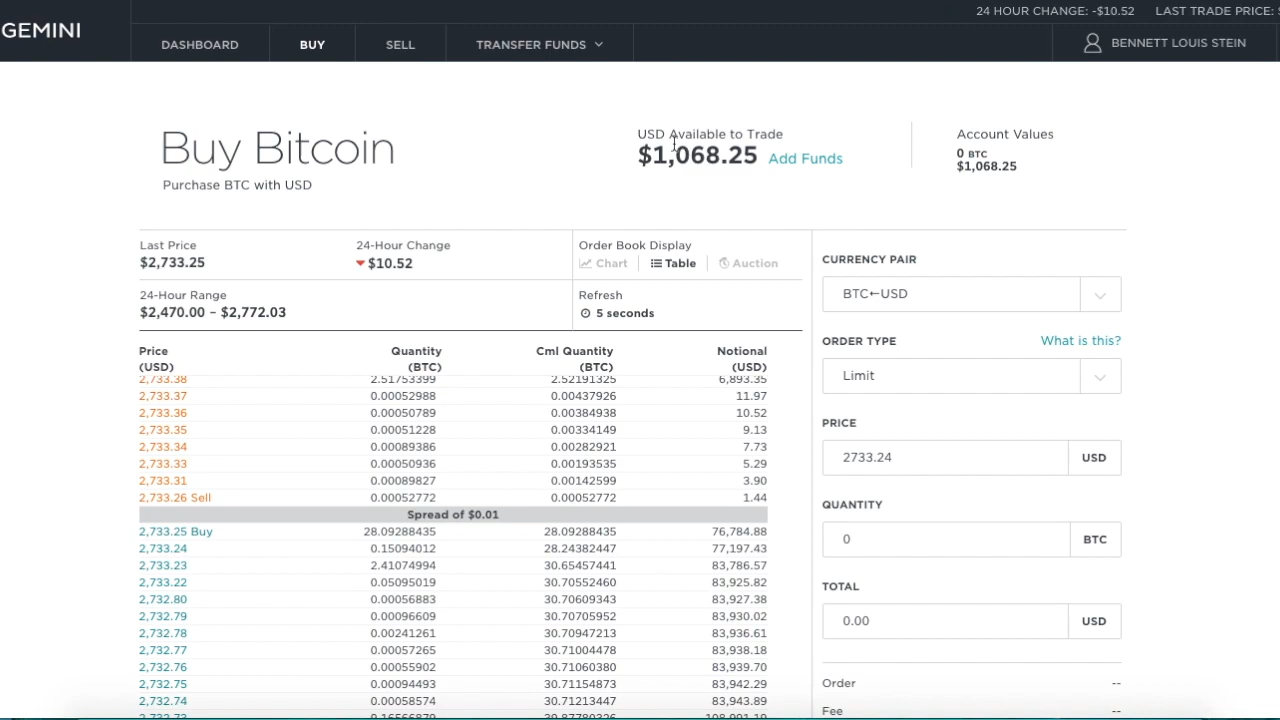 24 HOUR CHANGE: -$10.52 LAST TRADE PRICE:
GEMINI
DASHBOARD BUY SELL TRANSFER FUNDS BENNETT LOUIS STEIN
Buy Bitcoin
Purchase BTC with USD
USD Available to Trade
$1,068.25 Add Funds
Account Values
0 BTC
$1,068.25
Last Price 24-Hour Change
$2,733.25 $10.52
Order Book Display
Chart Table Auction
24-Hour Range
$2,470.00 – $2,772.03
Refresh
5 seconds
Price Quantity Cml Quantity Notional
(USD) (BTC) (BTC) (USD)
2,733.38 2.51753399 2.52191325 6,893.35
2,733.37 0.00052988 0.00437926 11.97
2,733.36 0.00050789 0.00384938 10.52
2,733.35 0.00051228 0.00334149 9.13
2,733.34 0.00089386 0.00282921 7.73
2,733.33 0.00050936 0.00193535 5.29
2,733.31 0.00089827 0.00142599 3.90
2,733.26 Sell 0.00052772 0.00052772 1.44
Spread of $0.01
2,733.25 Buy 28.09288435 28.09288435 76,784.88
2,733.24 0.15094012 28.24382447 77,197.43
2,733.23 2.41074994 30.65457441 83,786.57
2,733.22 0.05095019 30.70552460 83,925.82
2,732.80 0.00056883 30.70609343 83,927.38
2,732.79 0.00096609 30.70705952 83,930.02
2,732.78 0.00241261 30.70947213 83,936.61
2,732.77 0.00057265 30.71004478 83,938.18
2,732.76 0.00055902 30.71060380 83,939.70
2,732.75 0.00094493 30.71154873 83,942.29
2,732.74 0.00058574 30.71213447 83,943.89
CURRENCY PAIR
BTC←USD
ORDER TYPE What is this?
Limit
PRICE
2733.24 USD
QUANTITY
0 BTC
TOTAL
0.00 USD
Order --
Fee --